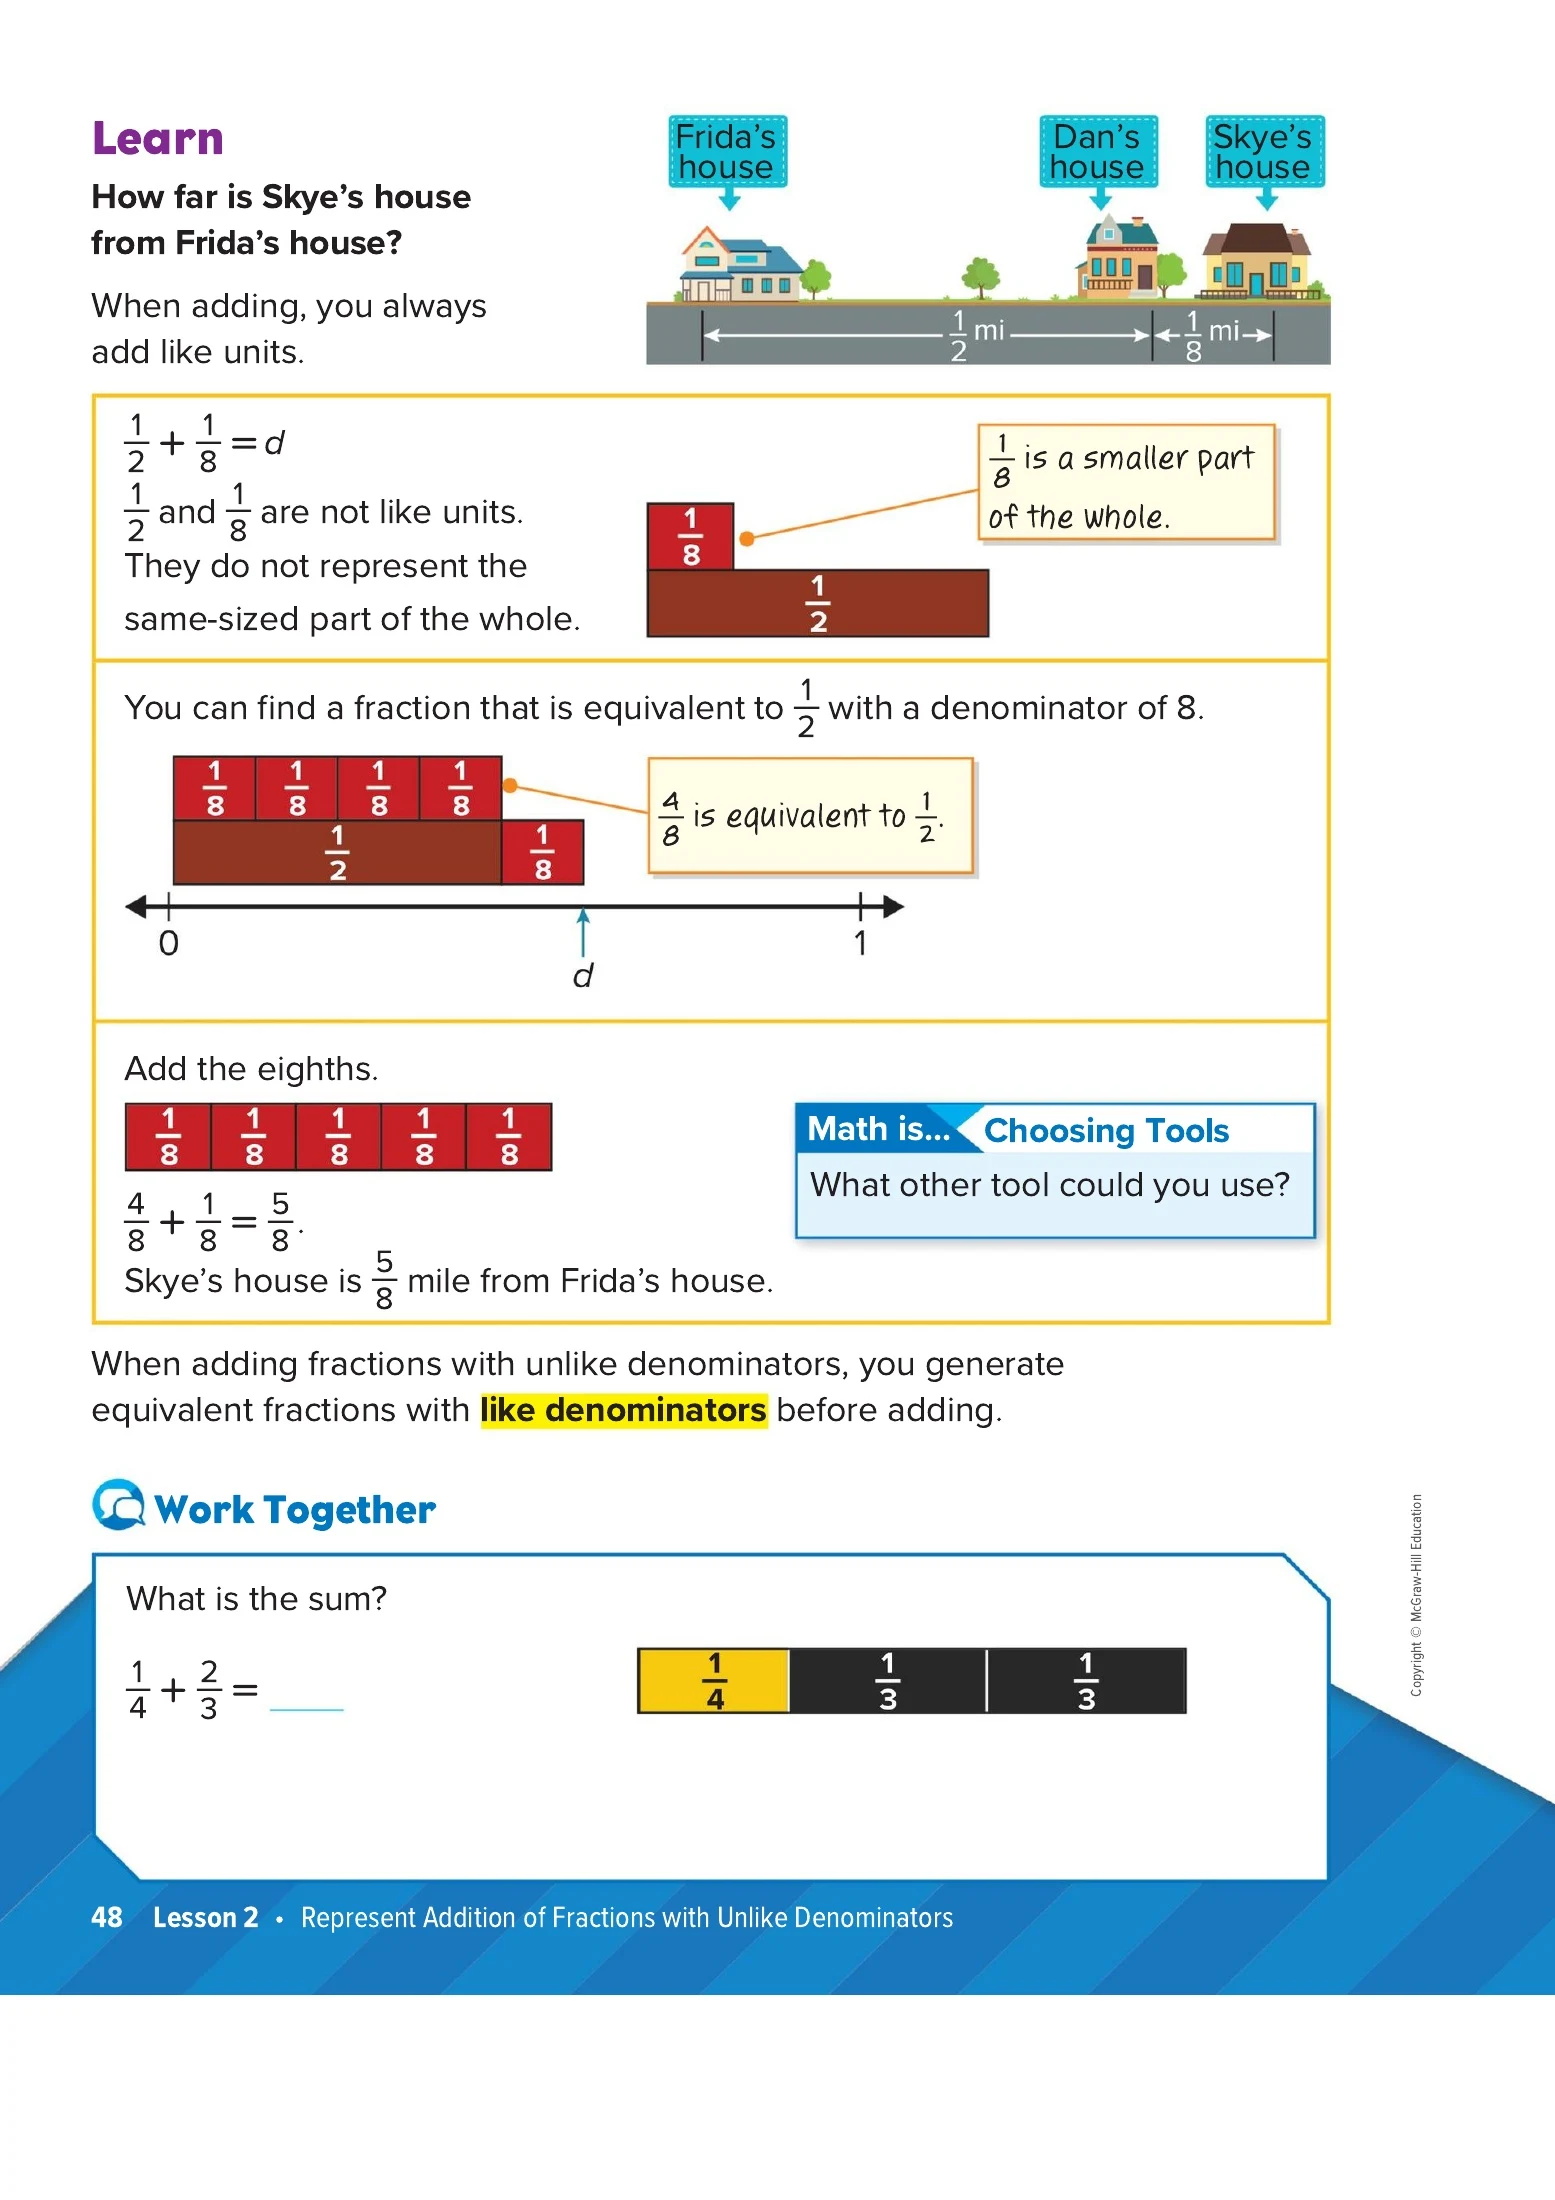 Learn
How far is Skye's house
from Frida's house?
When adding, you always
add like units.
Frida's
house
Dan's
house
Skye's
house
1/2 mi
1/8 mi
1/2 + 1/8 = d
1/2 and 1/8 are not like units.
They do not represent the
same-sized part of the whole.
1/8
1/2
1/8 is a smaller part
of the whole.
You can find a fraction that is equivalent to 1/2 with a denominator of 8.
1/8 1/8 1/8 1/8
1/2 1/8
4/8 is equivalent to 1/2.
0 1
d
Add the eighths.
1/8 1/8 1/8 1/8 1/8
4/8 + 1/8 = 5/8.
Skye's house is 5/8 mile from Frida's house.
Math is... Choosing Tools
What other tool could you use?
When adding fractions with unlike denominators, you generate
equivalent fractions with like denominators before adding.
Work Together
What is the sum?
1/4 + 2/3 = ____
1/4 1/3 1/3
Copyright © McGraw-Hill Education
48 Lesson 2 • Represent Addition of Fractions with Unlike Denominators